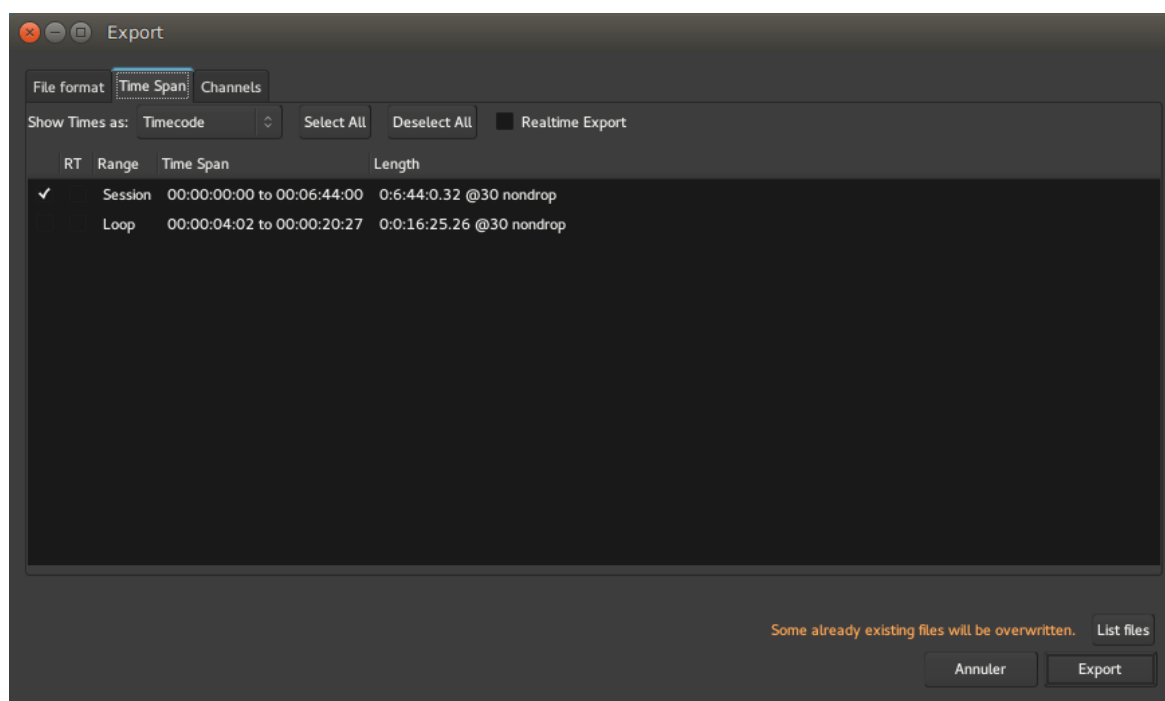 Export
File format Time Span Channels
Show Times as: Timecode Select All Deselect All Realtime Export
RT Range Time Span Length
Session 00:00:00:00 to 00:06:44:00 0:6:44:0.32 @30 nondrop
Loop 00:00:04:02 to 00:00:20:27 0:0:16:25.26 @30 nondrop
Some already existing files will be overwritten. List files
Annuler Export